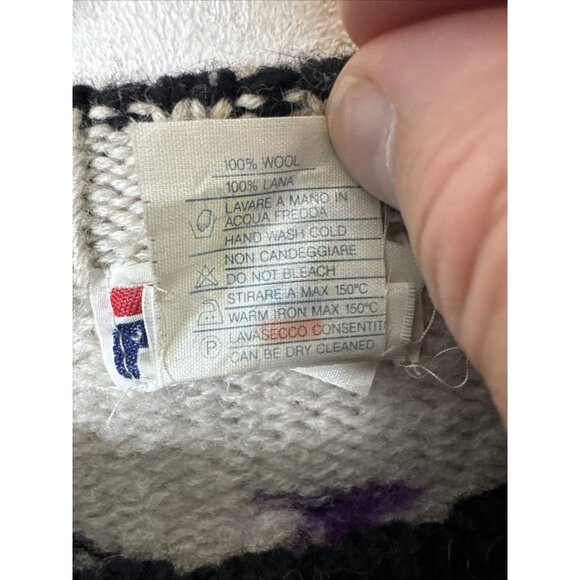 100% WOOL
100% LANA
LAVARE A MANO IN
ACQUA FREDDA
HAND WASH COLD
NON CANDEGGIARE
DO NOT BLEACH
STIRARE A MAX 150°C
WARM IRON MAX 150°C
P LAVASECCO CONSENTITO
CAN BE DRY CLEANED